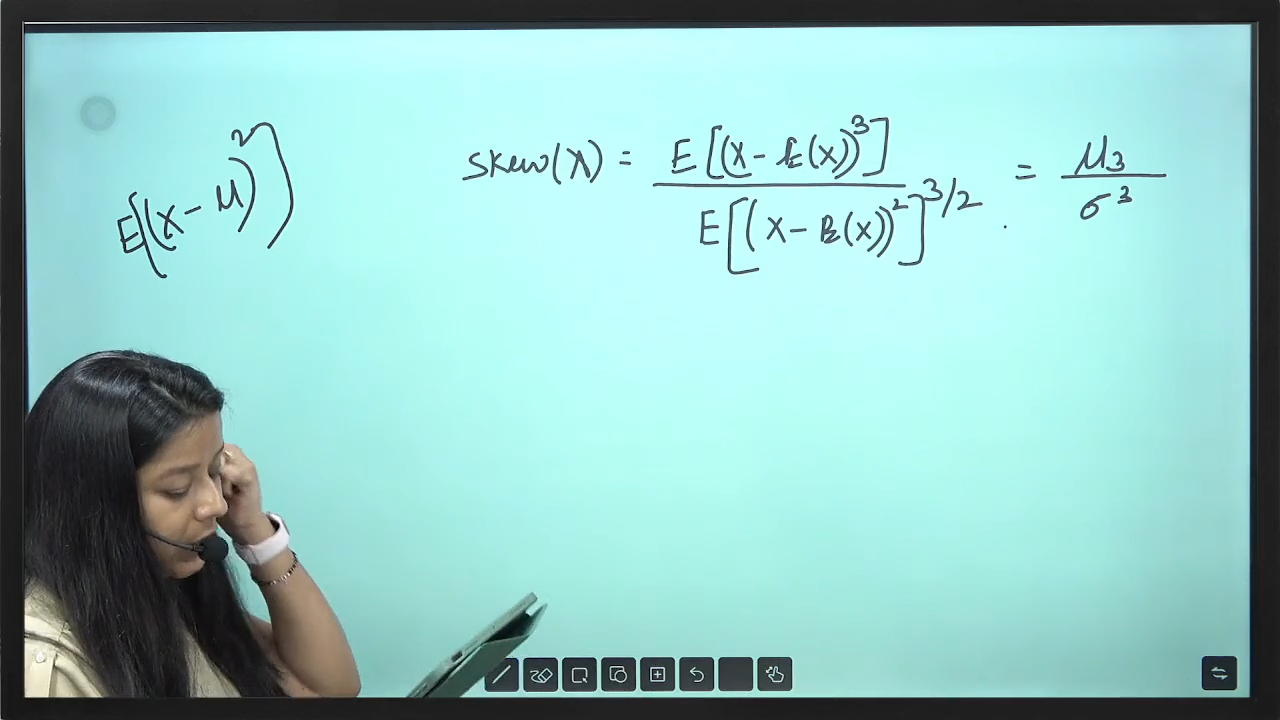 E[(x - μ)²]
Skew(X) = E[(X - E(x))³] / E[(X - E(x))²]^3/2 = μ3 / σ³